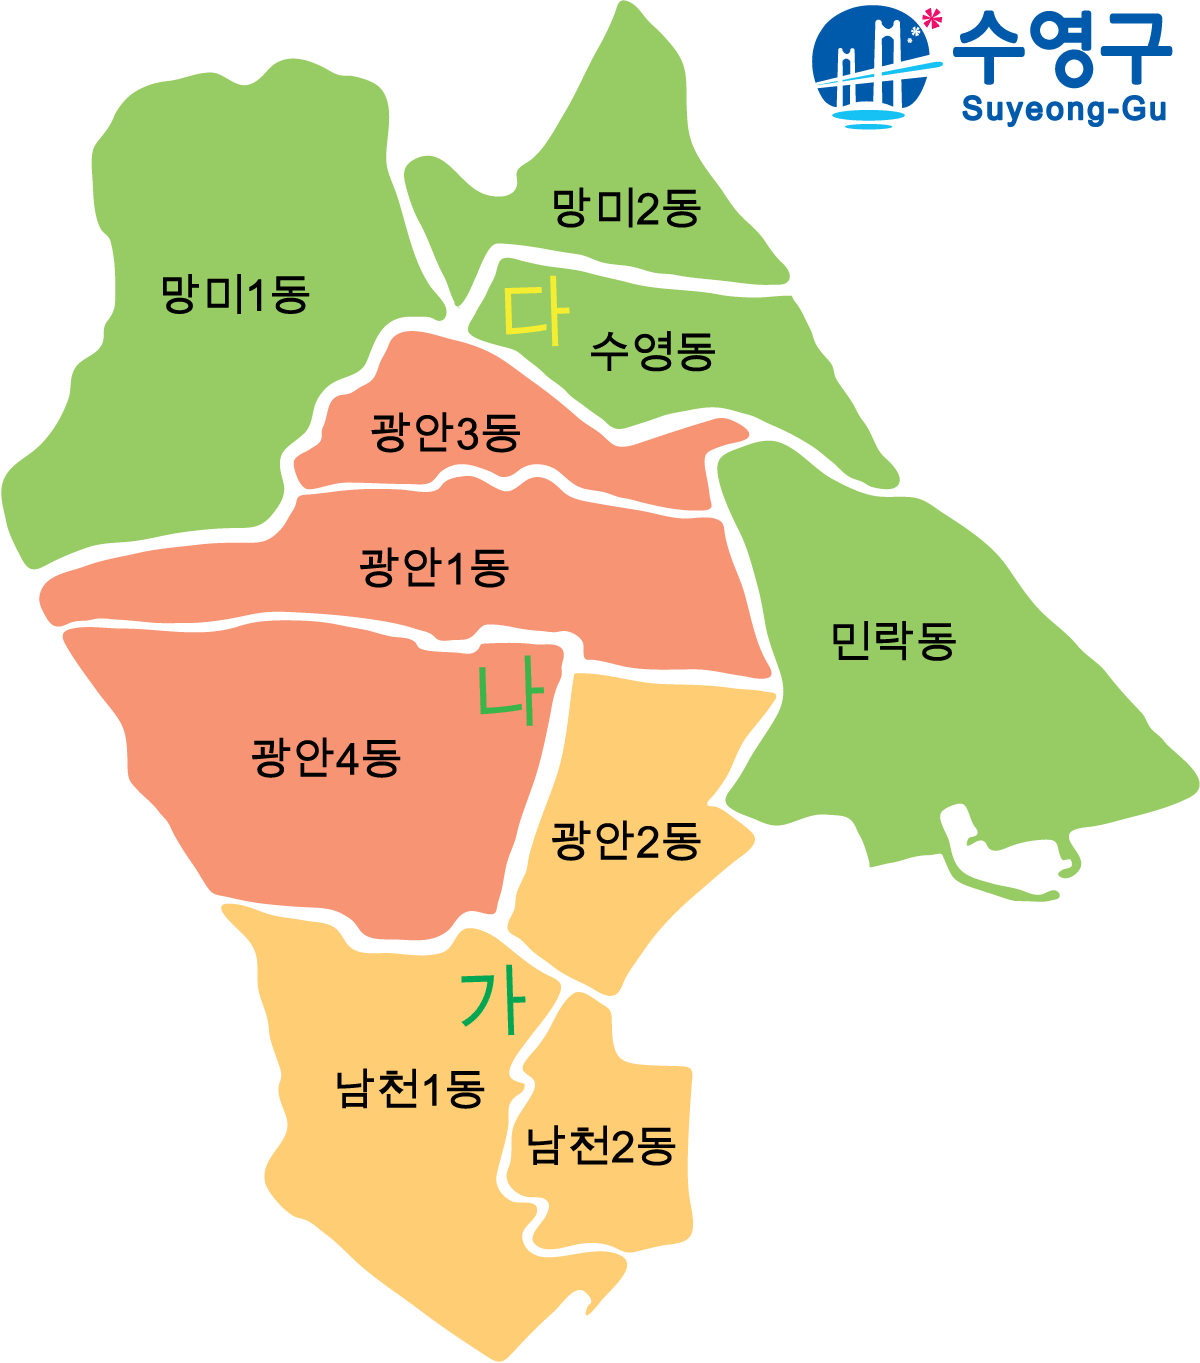 수영구
Suyeong-Gu
망미2동
망미1동
다
수영동
광안3동
광안1동
민락동
나
광안4동
광안2동
가
남천1동
남천2동